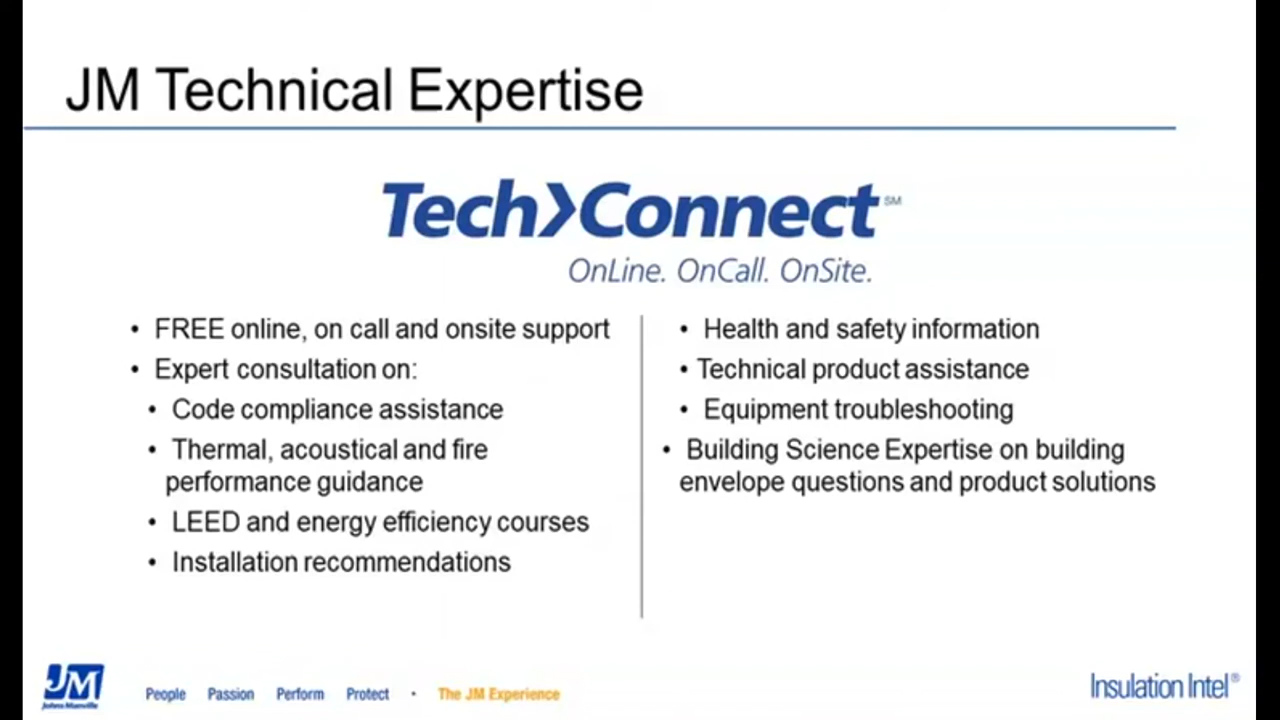 JM Technical Expertise
Tech>Connect℠
OnLine. OnCall. OnSite.
• FREE online, on call and onsite support
• Expert consultation on:
• Code compliance assistance
• Thermal, acoustical and fire
performance guidance
• LEED and energy efficiency courses
• Installation recommendations
• Health and safety information
• Technical product assistance
• Equipment troubleshooting
• Building Science Expertise on building
envelope questions and product solutions
JM
Johns Manville
People Passion Perform Protect · The JM Experience
Insulation Intel®